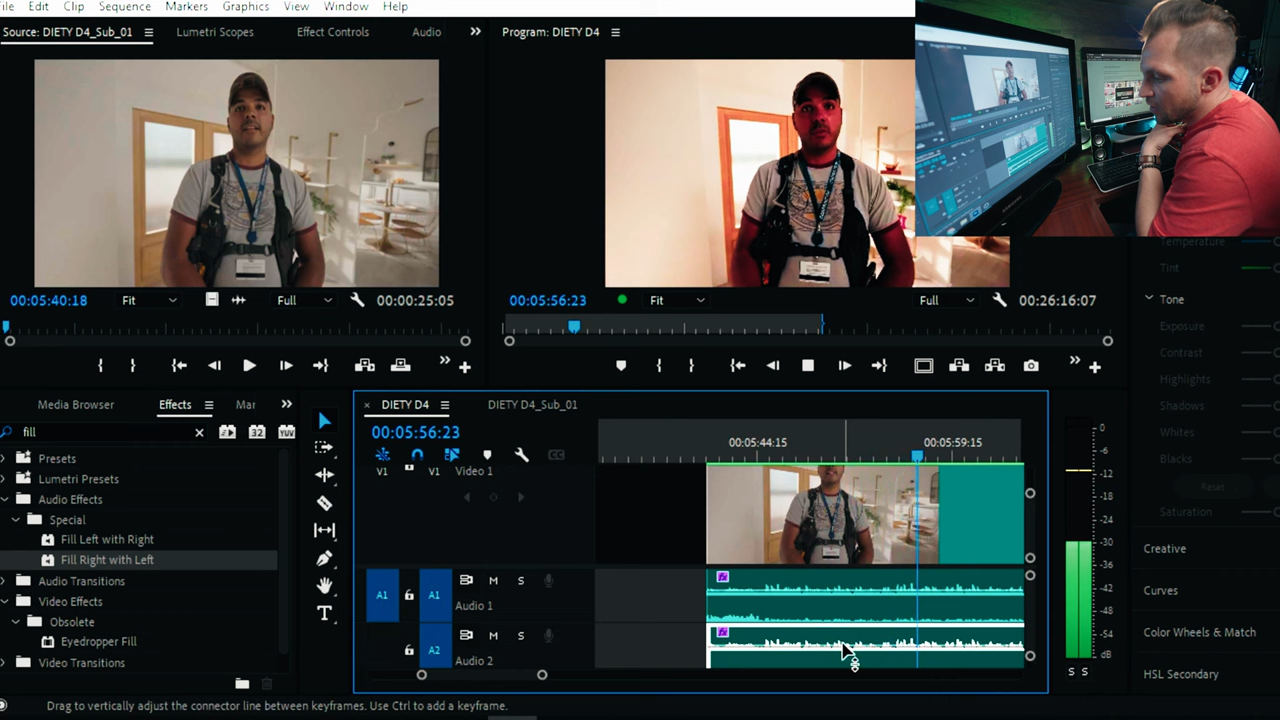 File Edit Clip Sequence Markers Graphics View Window Help
Source: DIETY D4_Sub_01 Lumetri Scopes Effect Controls Audio
Program: DIETY D4
00:05:40:18 Fit Full 00:00:25:05
00:05:56:23 Fit Full 00:26:16:07
Temperature
Tint
Tone
Exposure
Contrast
Highlights
Shadows
Whites
Blacks
Reset
Saturation
Creative
Curves
Color Wheels & Match
HSL Secondary
Media Browser Effects Mar
fill
32 YUV
Presets
Lumetri Presets
Audio Effects
Special
Fill Left with Right
Fill Right with Left
Audio Transitions
Video Effects
Obsolete
Eyedropper Fill
Video Transitions
× DIETY D4 DIETY D4_Sub_01
00:05:56:23
00:05:44:15 00:05:59:15
V1 V1 Video 1
A1 A1 M S
Audio 1
A2 M S
Audio 2
fx
fx
0
-6
-12
-18
-24
-30
-36
-42
-48
-54
dB
S S
Drag to vertically adjust the connector line between keyframes. Use Ctrl to add a keyframe.